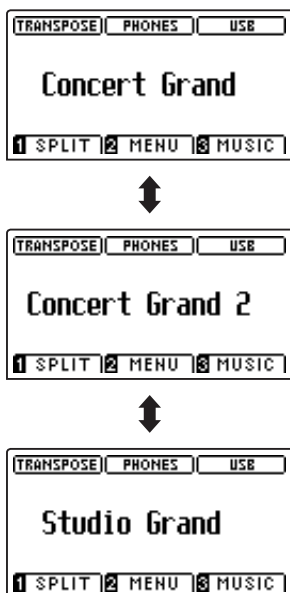 TRANSPOSE PHONES USB
Concert Grand
1 SPLIT 2 MENU 3 MUSIC
TRANSPOSE PHONES USB
Concert Grand 2
1 SPLIT 2 MENU 3 MUSIC
TRANSPOSE PHONES USB
Studio Grand
1 SPLIT 2 MENU 3 MUSIC